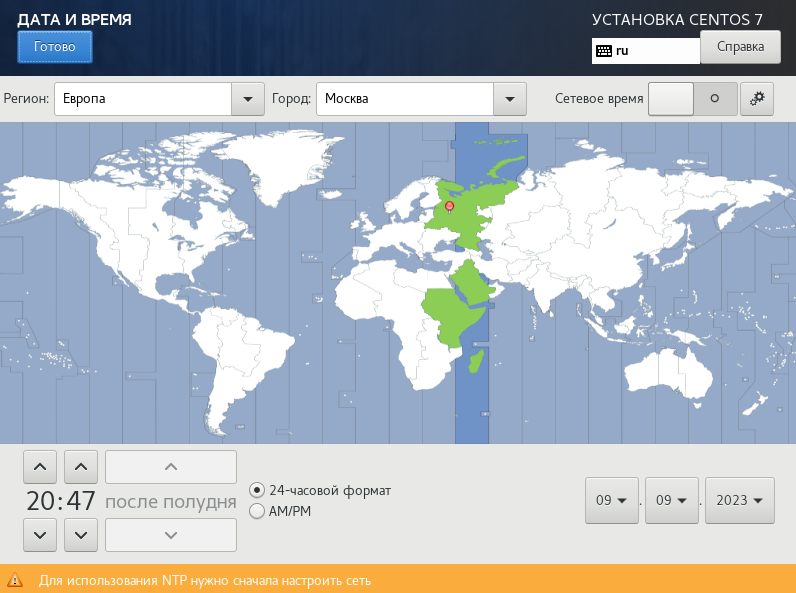 ДАТА И ВРЕМЯ
УСТАНОВКА CENTOS 7
Готово
ru
Справка
Регион:
Европа
Город:
Москва
Сетевое время
20:47
после полудня
24-часовой формат
AM/PM
09 . 09 . 2023
Для использования NTP нужно сначала настроить сеть